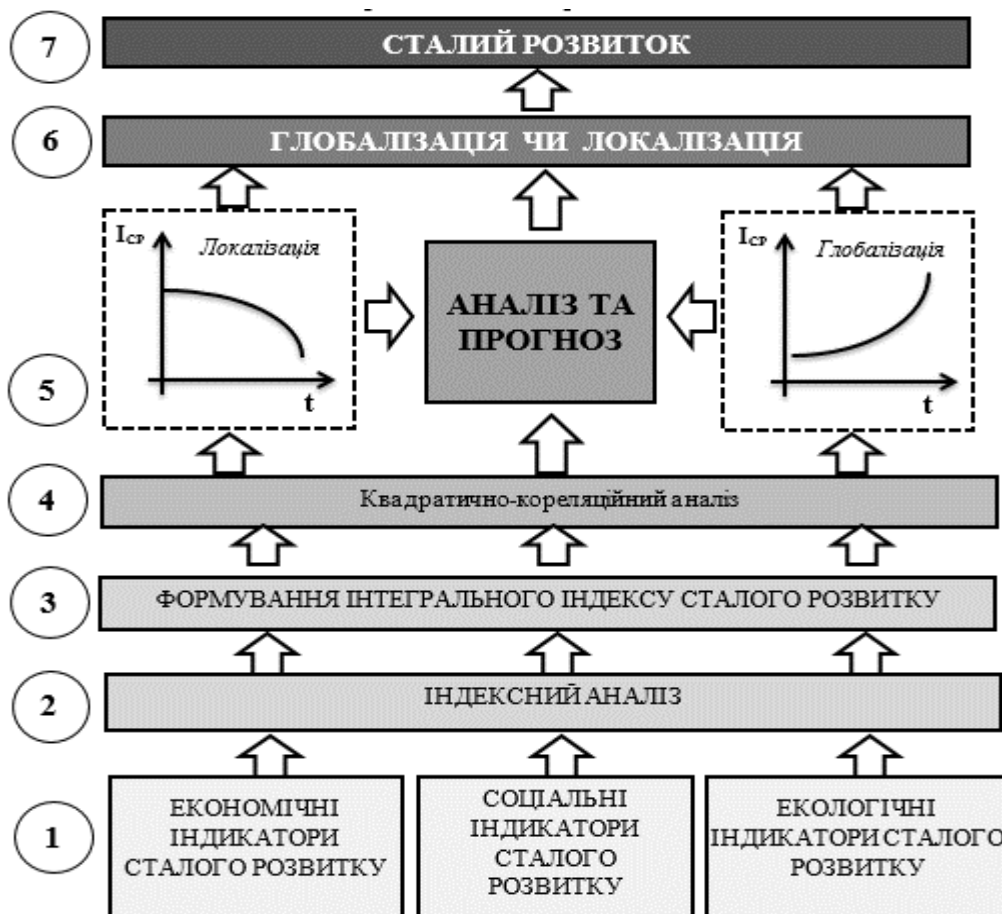 7
СТАЛИЙ РОЗВИТОК
6
ГЛОБАЛІЗАЦІЯ ЧИ ЛОКАЛІЗАЦІЯ
I_CP
Локалізація
t
АНАЛІЗ ТА
ПРОГНОЗ
I_CP
Глобалізація
t
5
4
Квадратично-кореляційний аналіз
3
ФОРМУВАННЯ ІНТЕГРАЛЬНОГО ІНДЕКСУ СТАЛОГО РОЗВИТКУ
2
ІНДЕКСНИЙ АНАЛІЗ
1
ЕКОНОМІЧНІ
ІНДИКАТОРИ
СТАЛОГО РОЗВИТКУ
СОЦІАЛЬНІ
ІНДИКАТОРИ
СТАЛОГО
РОЗВИТКУ
ЕКОЛОГІЧНІ
ІНДИКАТОРИ СТАЛОГО
РОЗВИТКУ